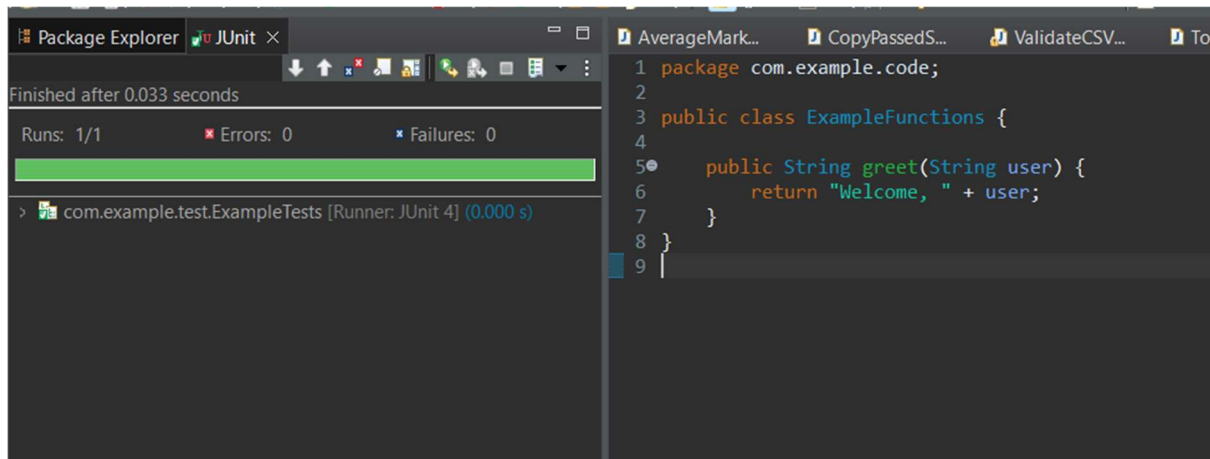 Package Explorer JUnit
Finished after 0.033 seconds
Runs: 1/1 Errors: 0 Failures: 0
com.example.test.ExampleTests [Runner: JUnit 4] (0.000 s)
AverageMark... CopyPassedS... ValidateCSV... To
1 package com.example.code;
2
3 public class ExampleFunctions {
4
5 public String greet(String user) {
6 return "Welcome, " + user;
7 }
8 }
9